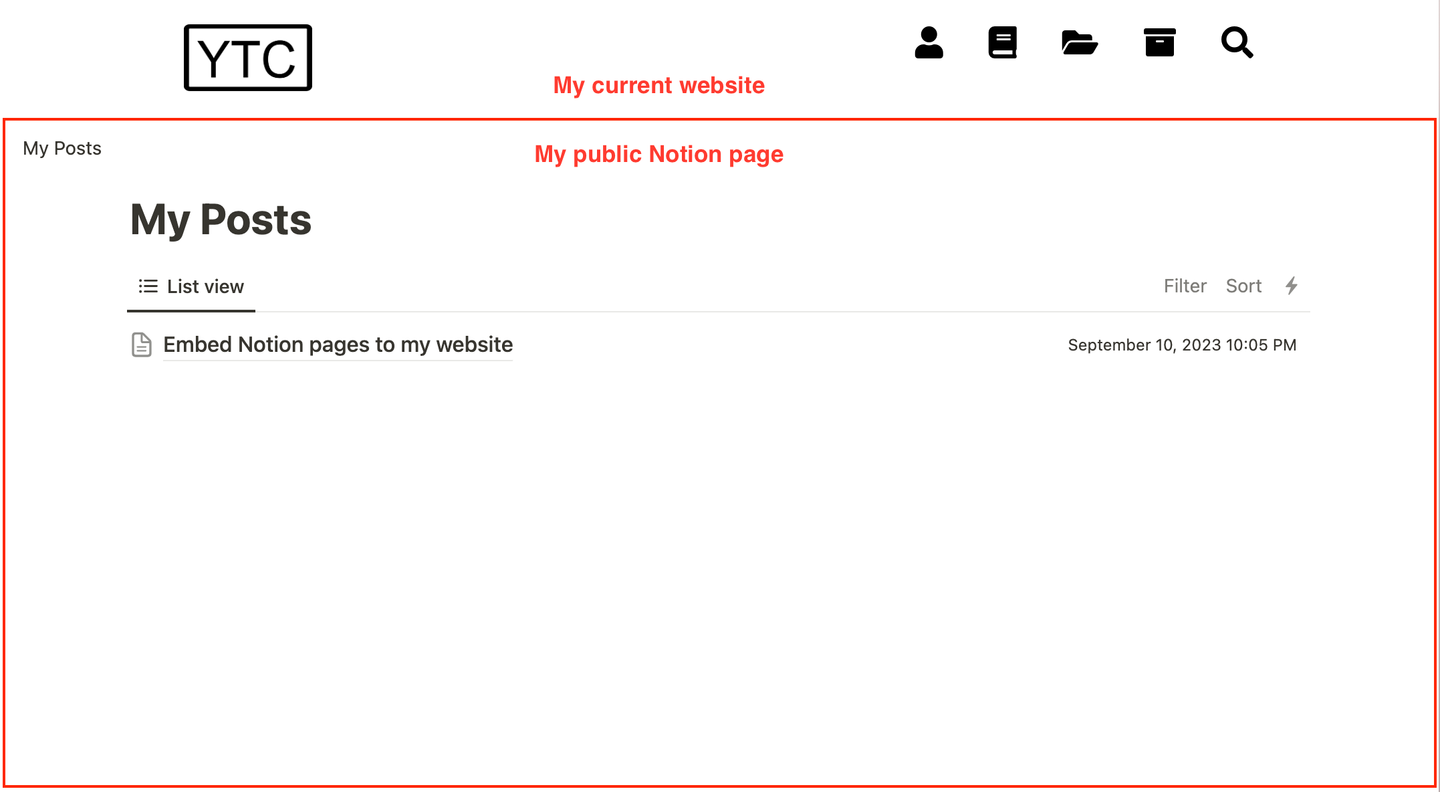 YTC
My current website
My Posts
My public Notion page
My Posts
List view
Filter Sort
Embed Notion pages to my website
September 10, 2023 10:05 PM